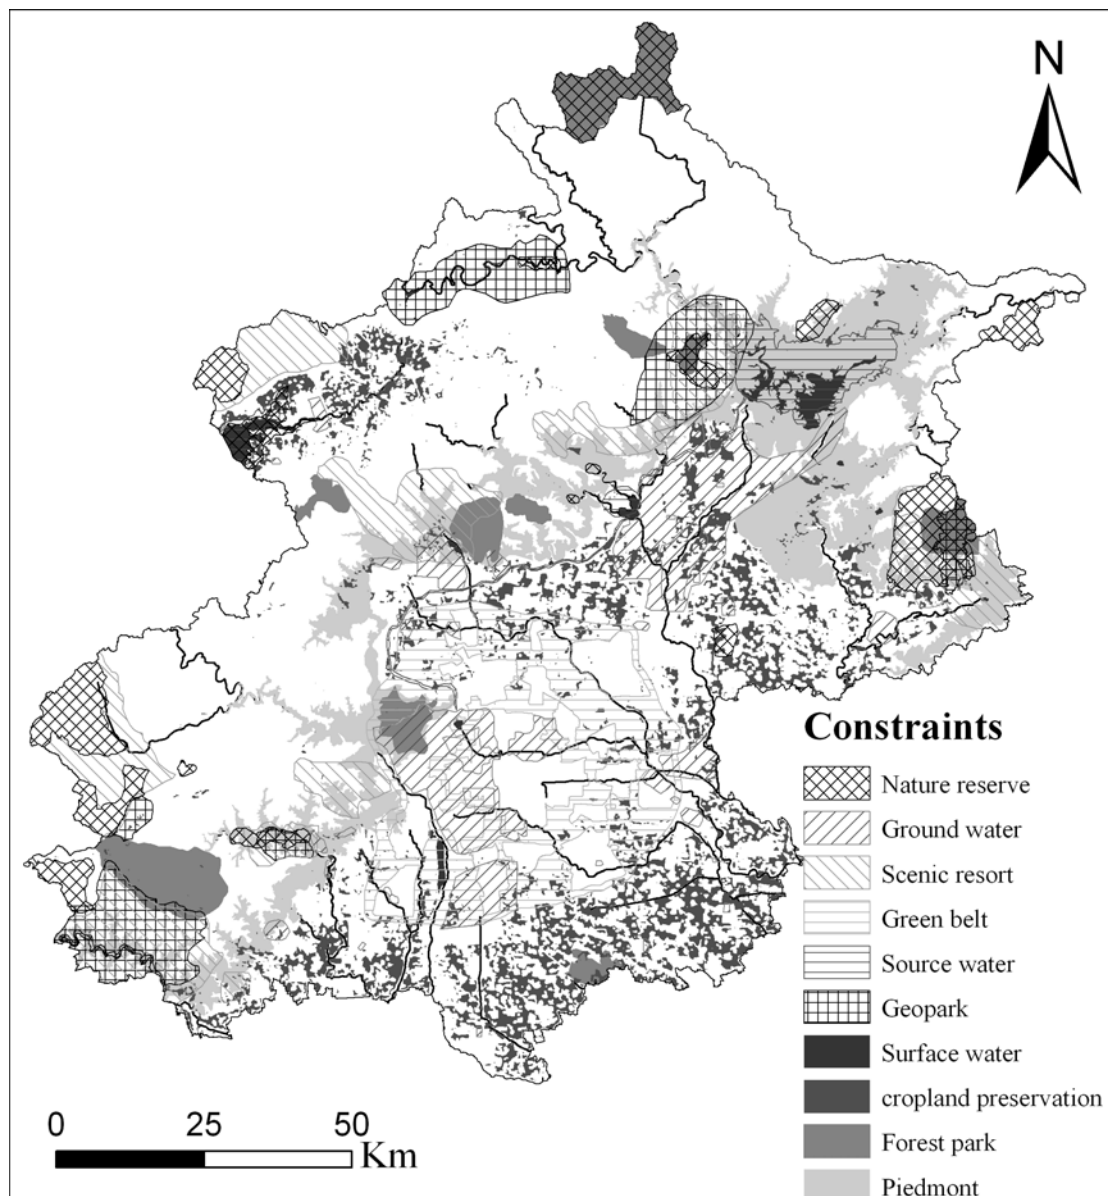 N
Constraints
Nature reserve
Ground water
Scenic resort
Green belt
Source water
Geopark
Surface water
cropland preservation
Forest park
Piedmont
0 25 50
Km